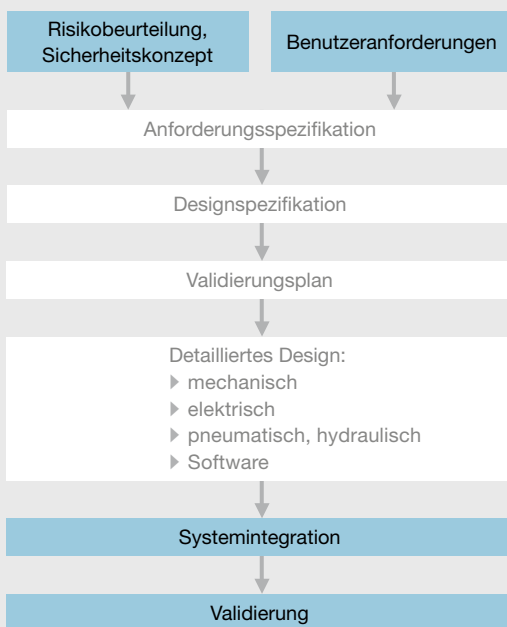 Risikobeurteilung,
Sicherheitskonzept
Benutzeranforderungen
Anforderungsspezifikation
Designspezifikation
Validierungsplan
Detailliertes Design:
mechanisch
elektrisch
pneumatisch, hydraulisch
Software
Systemintegration
Validierung